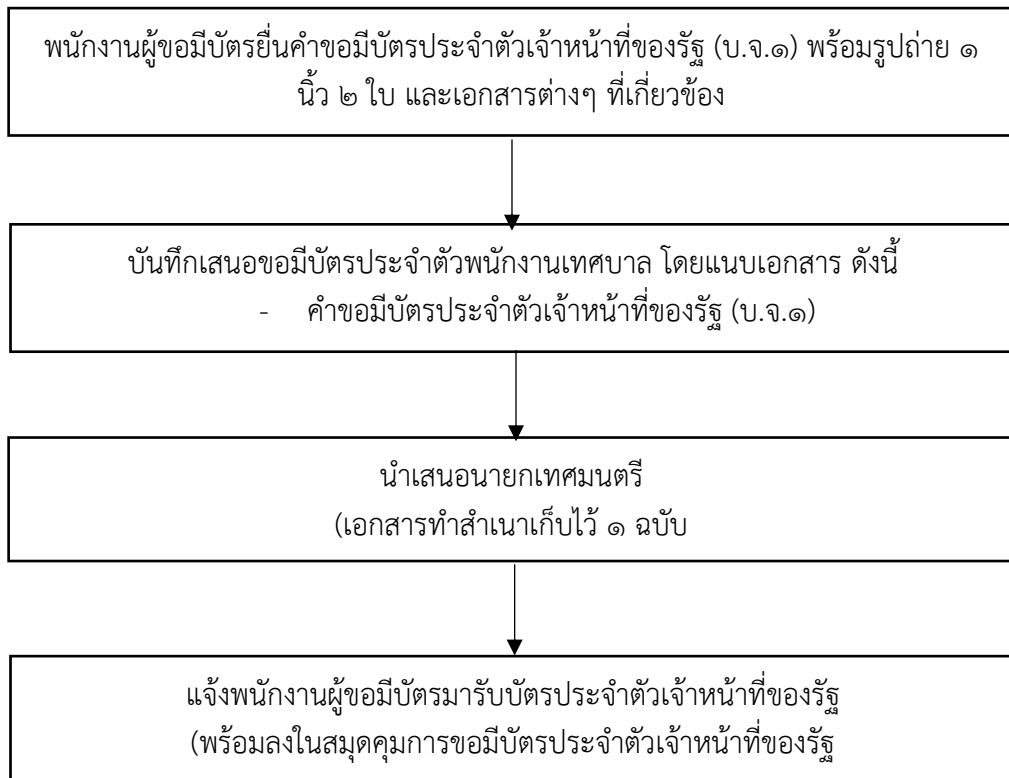 พนักงานผู้ขอมีบัตรยื่นคำขอมีบัตรประจำตัวเจ้าหน้าที่ของรัฐ (บ.จ.๑) พร้อมรูปถ่าย ๑
นิ้ว ๒ ใบ และเอกสารต่างๆ ที่เกี่ยวข้อง
บันทึกเสนอขอมีบัตรประจำตัวพนักงานเทศบาล โดยแนบเอกสาร ดังนี้
- คำขอมีบัตรประจำตัวเจ้าหน้าที่ของรัฐ (บ.จ.๑)
นำเสนอนายกเทศมนตรี
(เอกสารทำสำเนาเก็บไว้ ๑ ฉบับ
แจ้งพนักงานผู้ขอมีบัตรมารับบัตรประจำตัวเจ้าหน้าที่ของรัฐ
(พร้อมลงในสมุดคุมการขอมีบัตรประจำตัวเจ้าหน้าที่ของรัฐ